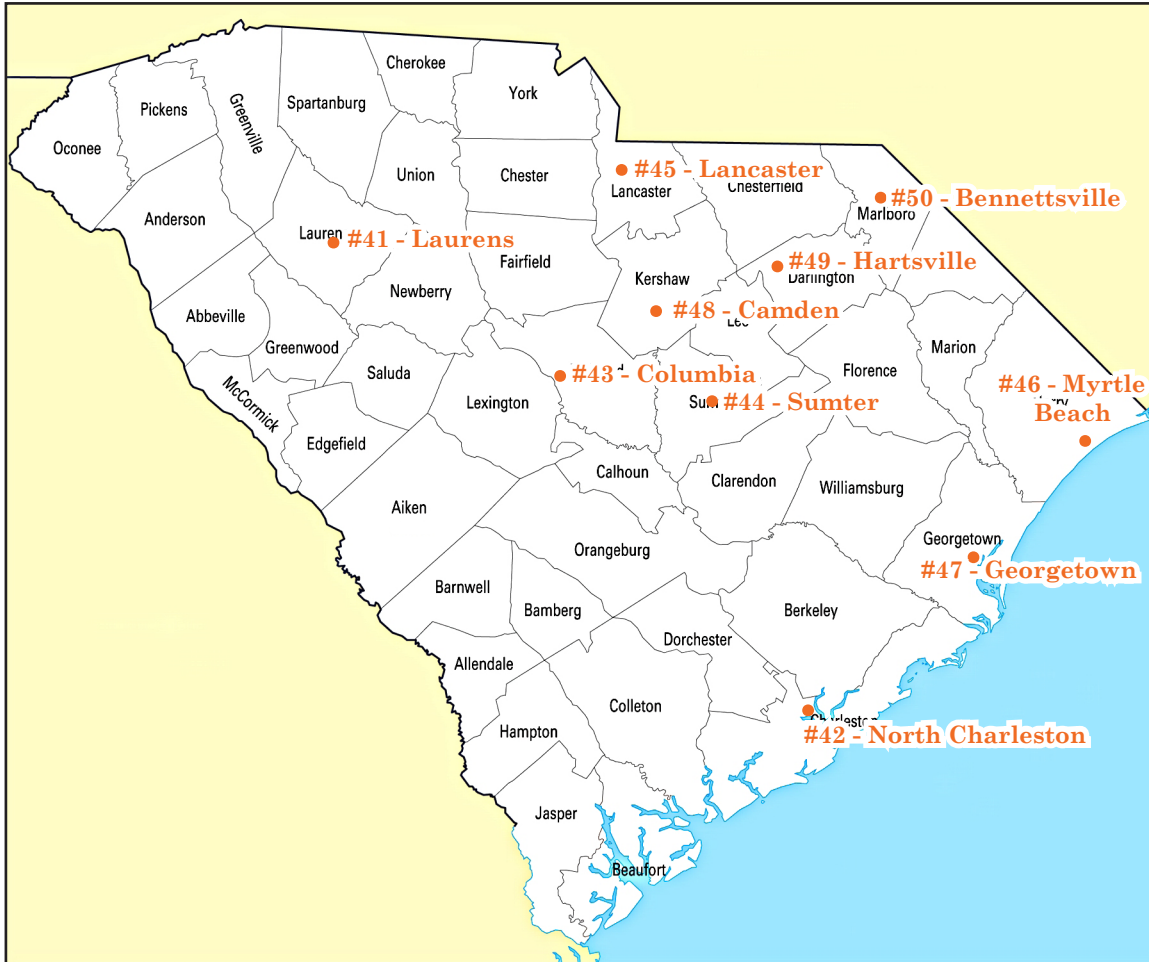 Cherokee
York
Spartanburg
Greenville
Pickens
Oconee
Union
Chester
#45 - Lancaster
Lancaster
Chesterfield
#50 - Bennettsville
Marlboro
Anderson
#41 - Laurens
Lauren
Fairfield
Kershaw
#49 - Hartsville
Darlington
Newberry
#48 - Camden
Abbeville
Greenwood
Marion
Saluda
#43 - Columbia
Florence
#46 - Myrtle
Beach
McCormick
Lexington
#44 - Sumter
Edgefield
Calhoun
Clarendon
Williamsburg
Aiken
Georgetown
#47 - Georgetown
Orangeburg
Barnwell
Bamberg
Berkeley
Dorchester
Allendale
Colleton
Charleston
#42 - North Charleston
Hampton
Jasper
Beaufort